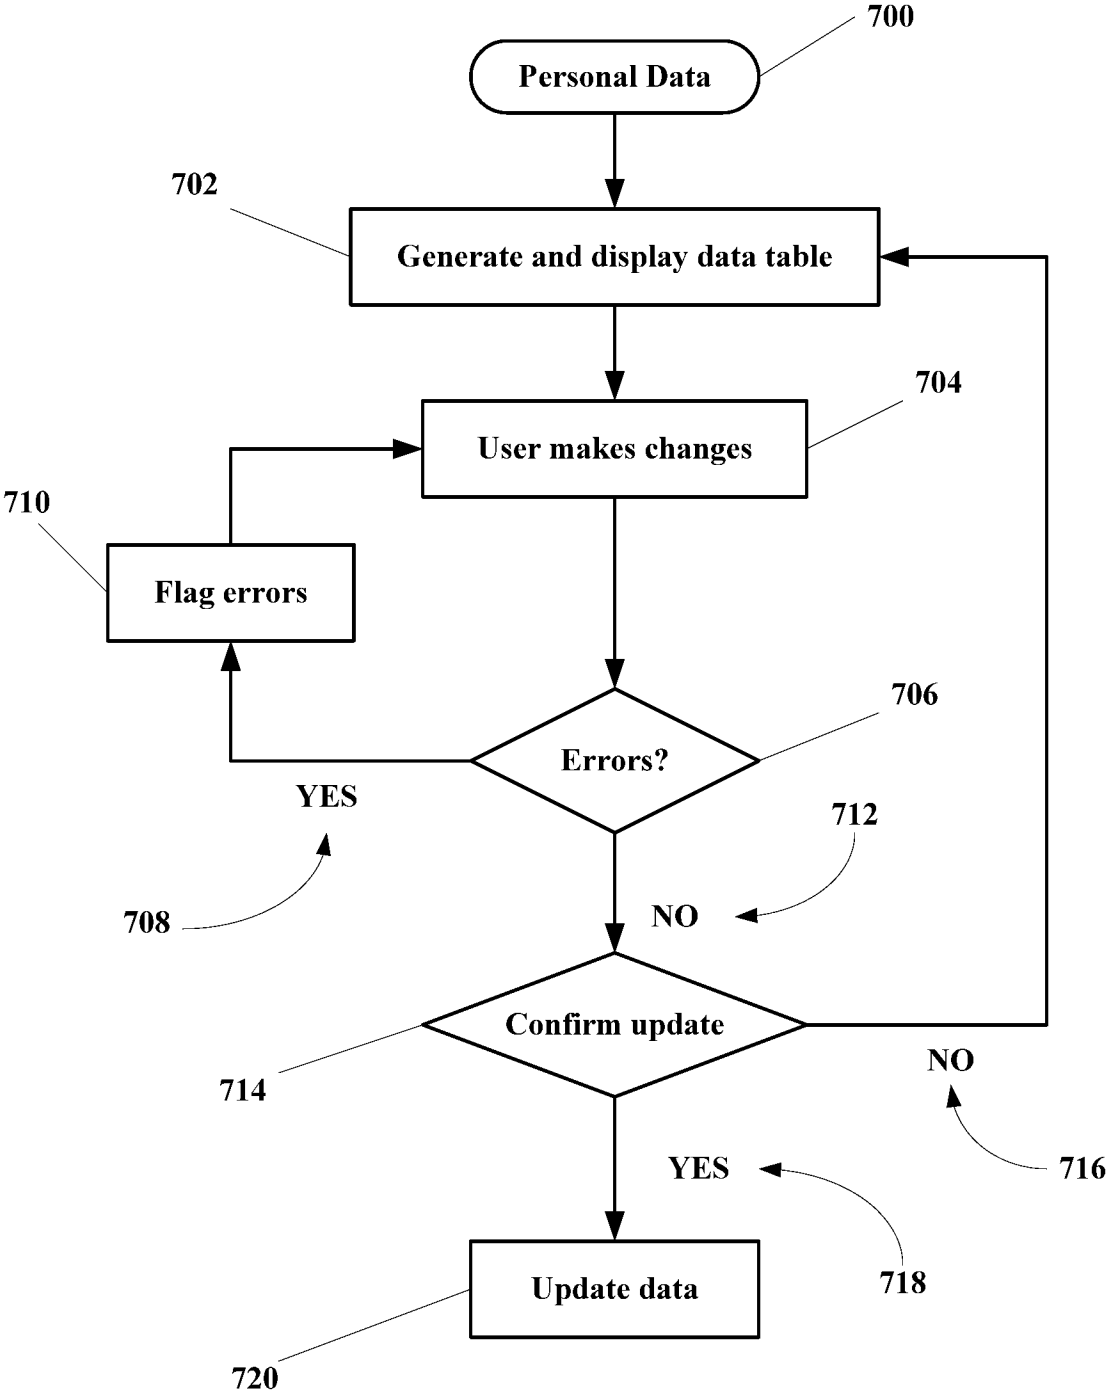 700
Personal Data
702
Generate and display data table
704
User makes changes
710
Flag errors
706
Errors?
YES
712
708
NO
Confirm update
714
NO
716
YES
718
Update data
720